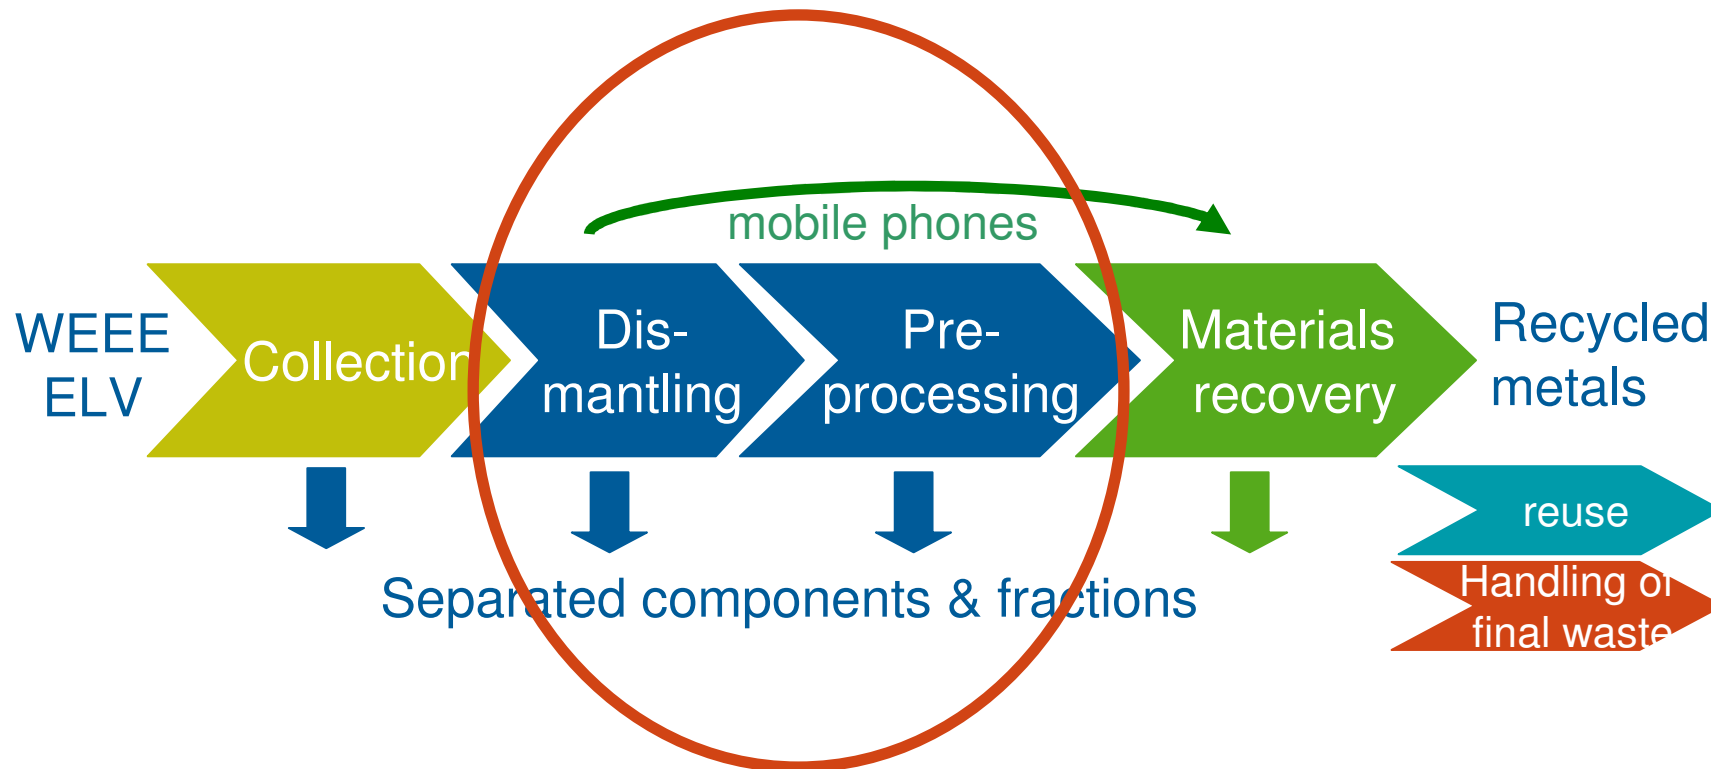 mobile phones
WEEE
ELV
Collection
Dis-
mantling
Pre-
processing
Materials
recovery
Recycled
metals
reuse
Handling of
final waste
Separated components & fractions